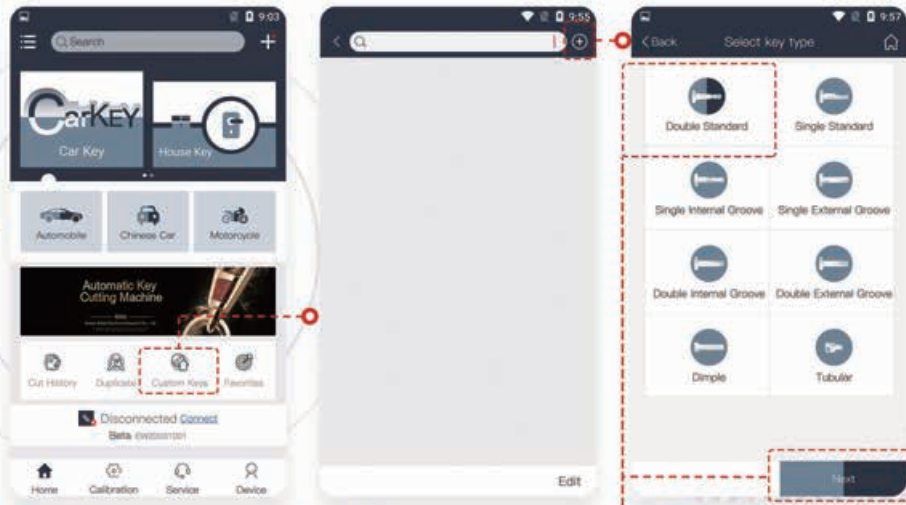 9:03
Search
CarKEY
Car Key
House Key
Automobile
Chinese Car
Motorcycle
Automatic Key
Cutting Machine
Cut History
Duplicate
Custom Keys
Favorites
Disconnected Connect
Beta
Home
Calibration
Service
Device
9:55
Edit
9:57
Back
Select key type
Double Standard
Single Standard
Single Internal Groove
Single External Groove
Double Internal Groove
Double External Groove
Dimple
Tubular
Next